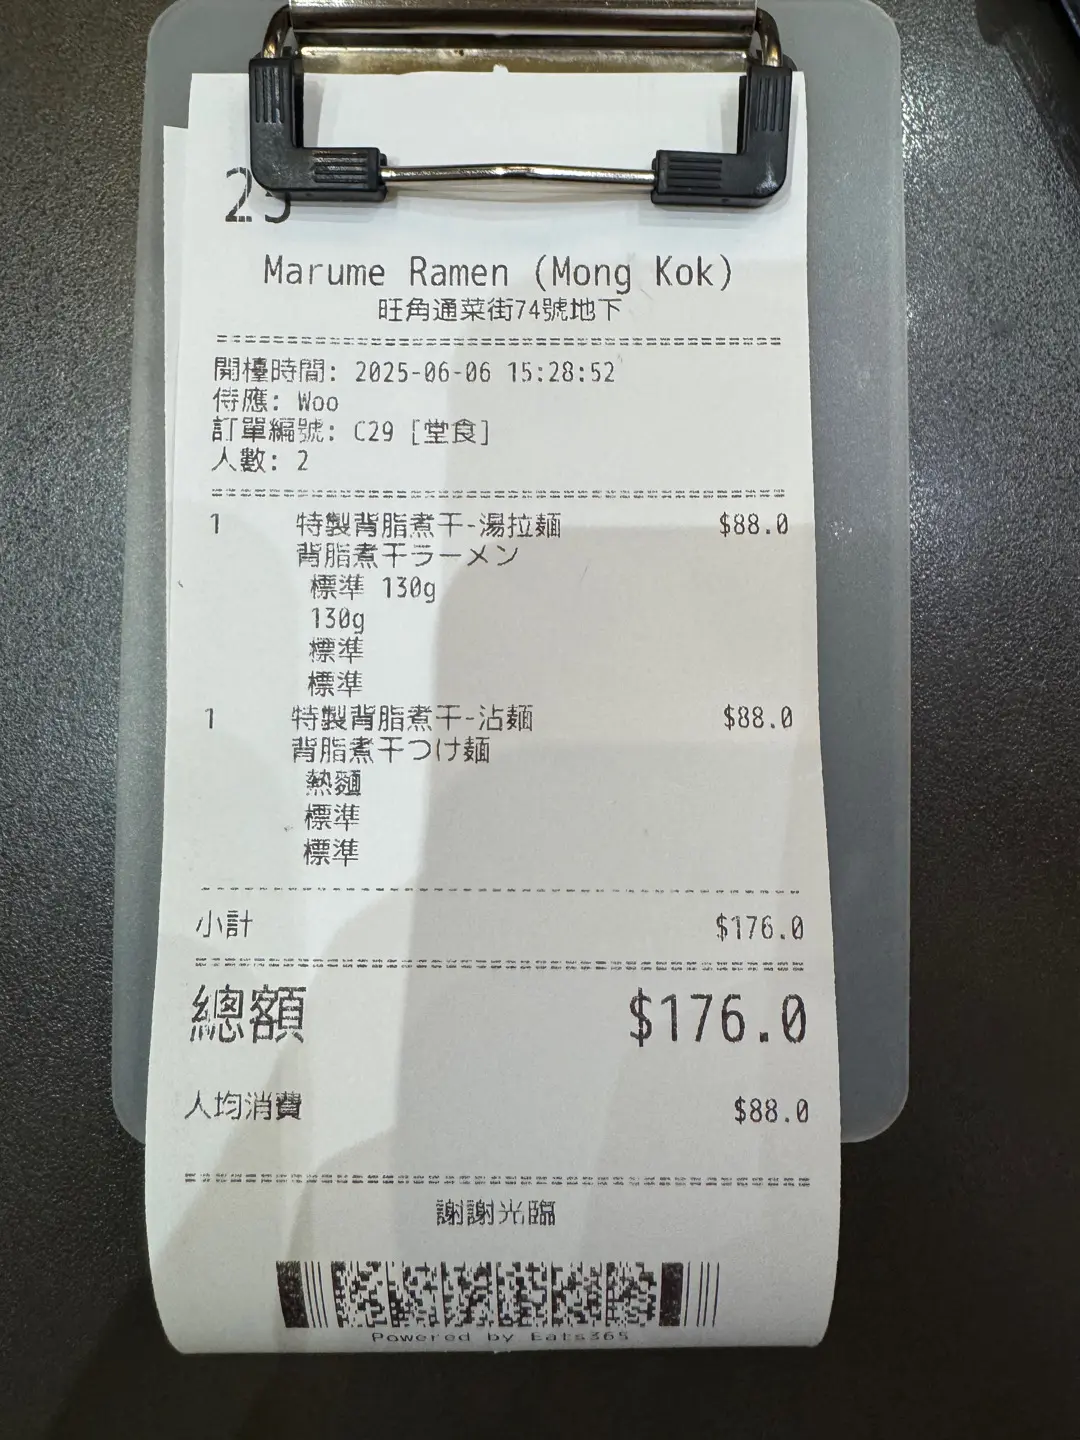 25
Marume Ramen (Mong Kok)
旺角通菜街74號地下
開檯時間: 2025-06-06 15:28:52
侍應: Woo
訂單編號: C29 [堂食]
人數: 2
1 特製背脂煮干-湯拉麵 $88.0
背脂煮干ラーメン
標準 130g
130g
標準
標準
1 特製背脂煮干-沾麵 $88.0
背脂煮干つけ麺
熱麵
標準
標準
小計 $176.0
總額 $176.0
人均消費 $88.0
謝謝光臨
Powered by Eats365